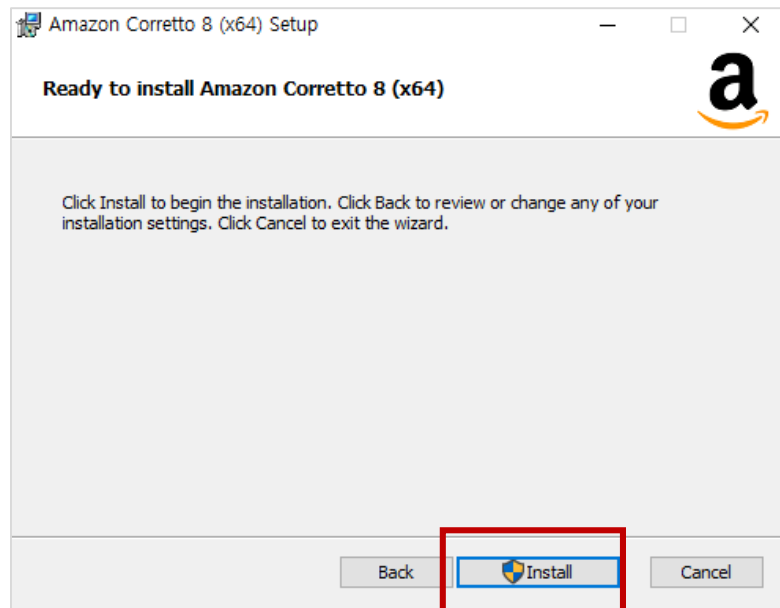 Amazon Corretto 8 (x64) Setup
Ready to install Amazon Corretto 8 (x64)
a
Click Install to begin the installation. Click Back to review or change any of your
installation settings. Click Cancel to exit the wizard.
Back Install Cancel